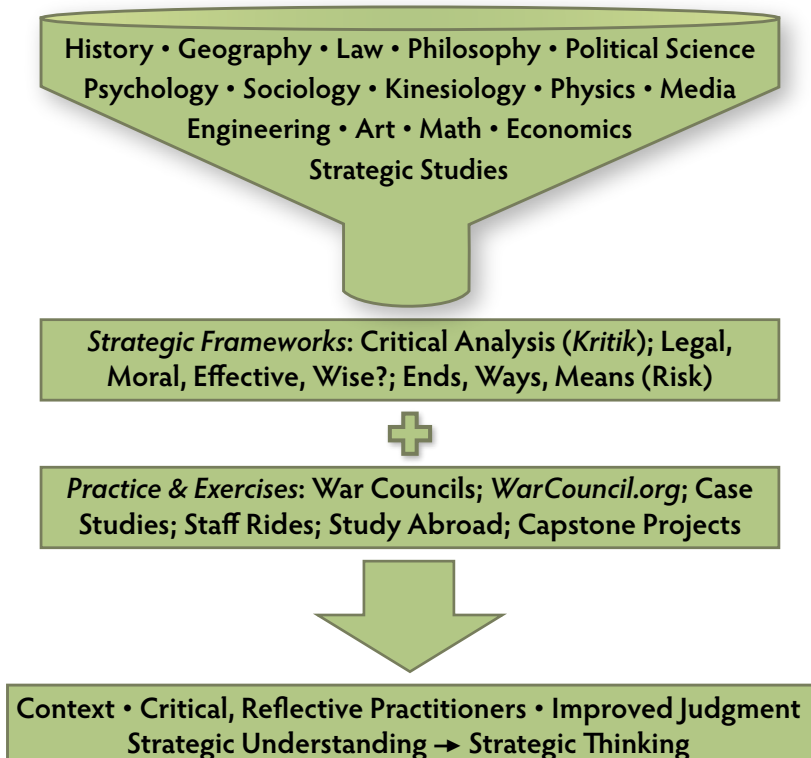 History • Geography • Law • Philosophy • Political Science
Psychology • Sociology • Kinesiology • Physics • Media
Engineering • Art • Math • Economics
Strategic Studies
Strategic Frameworks: Critical Analysis (Kritik); Legal,
Moral, Effective, Wise?; Ends, Ways, Means (Risk)
Practice & Exercises: War Councils; WarCouncil.org; Case
Studies; Staff Rides; Study Abroad; Capstone Projects
Context • Critical, Reflective Practitioners • Improved Judgment
Strategic Understanding → Strategic Thinking